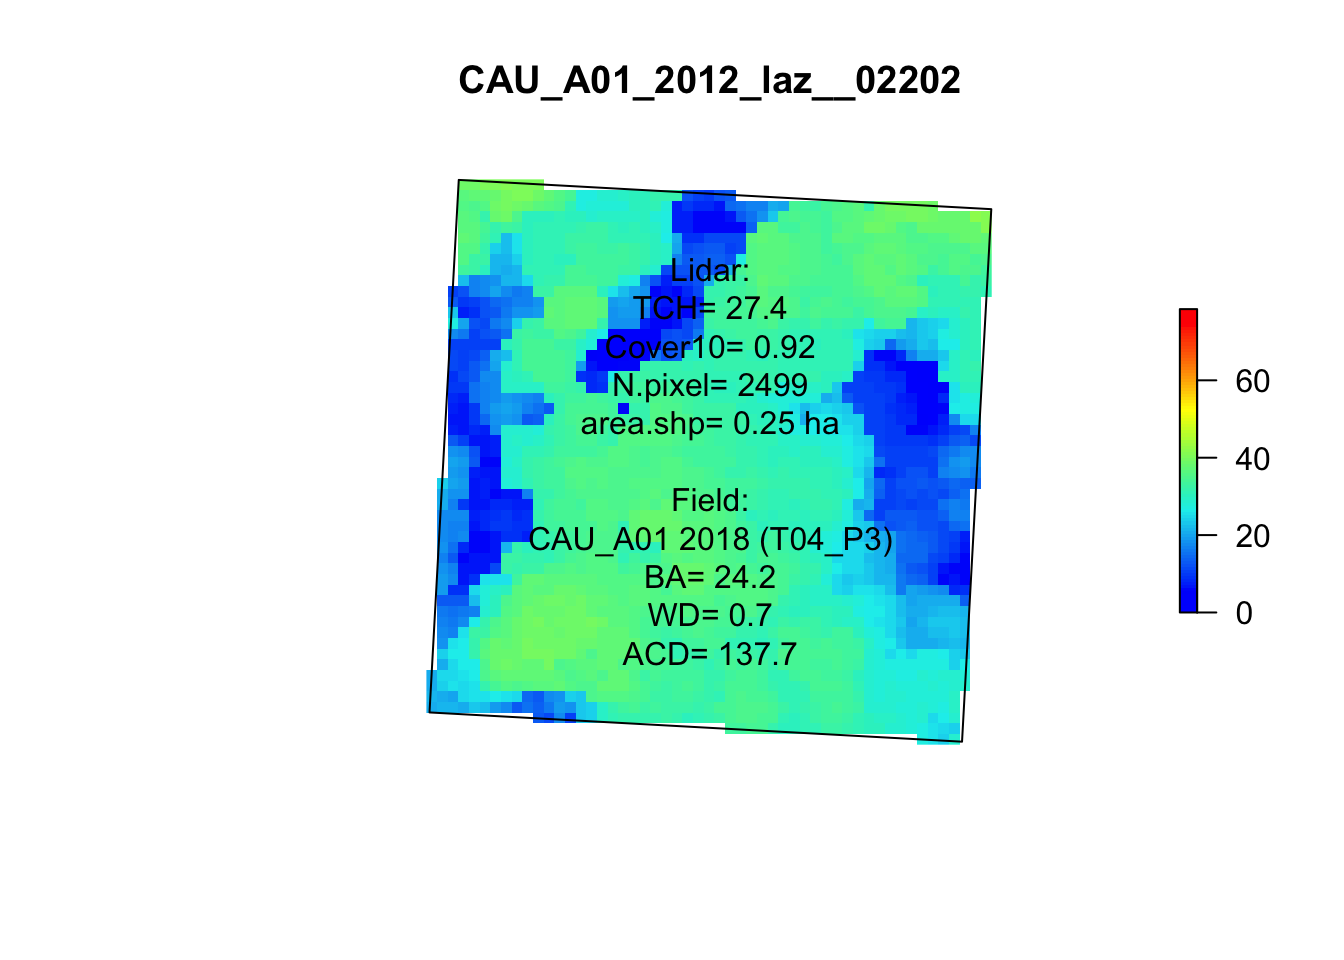 CAU_A01_2012_laz__02202
Lidar:
TCH= 27.4
Cover10= 0.92
N.pixel= 2499
area.shp= 0.25 ha
Field:
CAU_A01 2018 (T04_P3)
BA= 24.2
WD= 0.7
ACD= 137.7
60
40
20
0